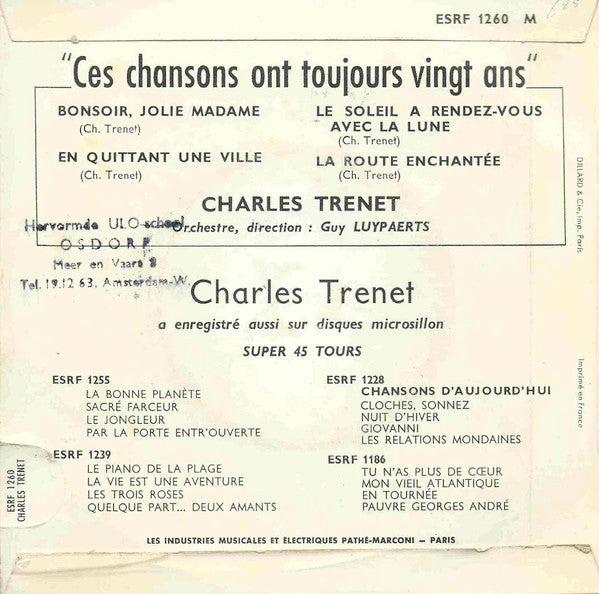 ESRF 1260 M
"Ces chansons ont toujours vingt ans"
BONSOIR, JOLIE MADAME
(Ch. Trenet)
EN QUITTANT UNE VILLE
(Ch. Trenet)
LE SOLEIL A RENDEZ-VOUS
AVEC LA LUNE
(Ch. Trenet)
LA ROUTE ENCHANTÉE
(Ch. Trenet)
CHARLES TRENET
Orchestre, direction : Guy LUYPAERTS
Hervormde ULO-school
OSDORP
Meer en Vaart 8
Tel. 19.12 63, Amsterdam-W.
Charles Trenet
a enregistré aussi sur disques microsillon
SUPER 45 TOURS
ESRF 1255
LA BONNE PLANÈTE
SACRÉ FARCEUR
LE JONGLEUR
PAR LA PORTE ENTR'OUVERTE
ESRF 1239
LE PIANO DE LA PLAGE
LA VIE EST UNE AVENTURE
LES TROIS ROSES
QUELQUE PART... DEUX AMANTS
ESRF 1228
CHANSONS D'AUJOURD'HUI
CLOCHES, SONNEZ
NUIT D'HIVER
GIOVANNI
LES RELATIONS MONDAINES
ESRF 1186
TU N'AS PLUS DE CŒUR
MON VIEIL ATLANTIQUE
EN TOURNÉE
PAUVRE GEORGES ANDRÉ
LES INDUSTRIES MUSICALES ET ÉLECTRIQUES PATHÉ-MARCONI – PARIS
ESRF 1260
CHARLES TRENET
DILLARD & Cie, Imp. Paris
Imprimé en France